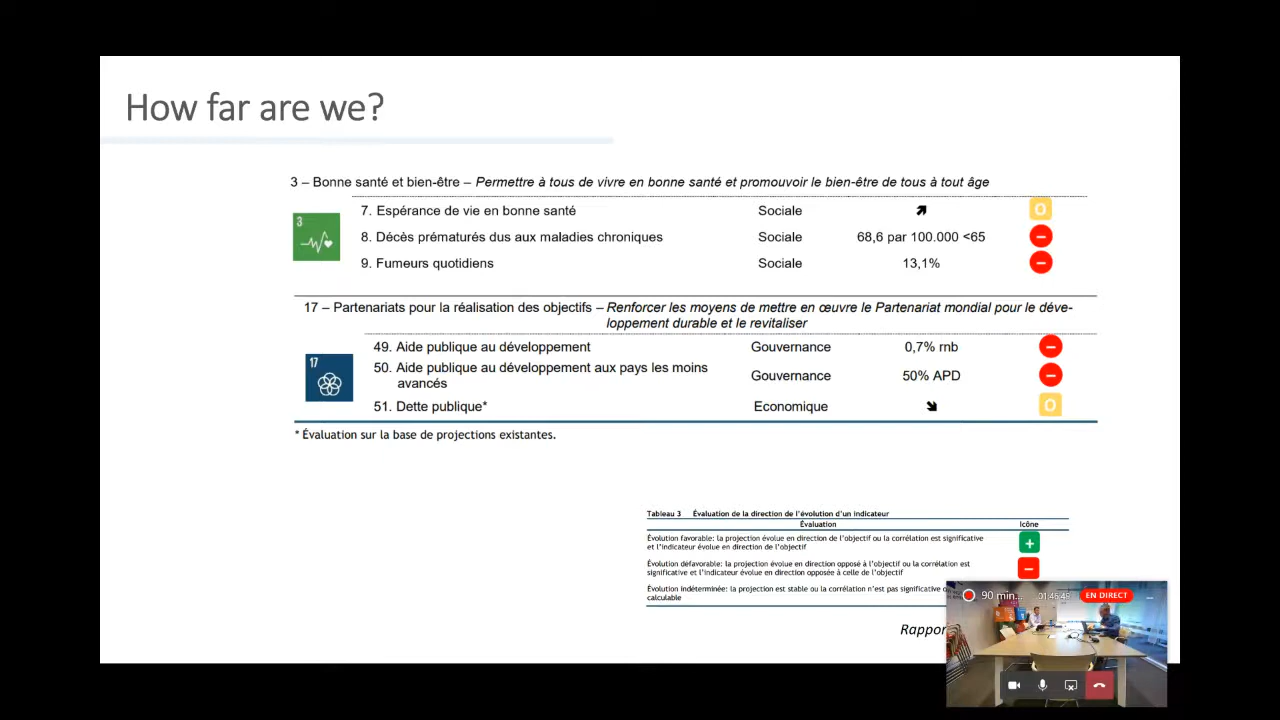 How far are we?
3 – Bonne santé et bien-être – Permettre à tous de vivre en bonne santé et promouvoir le bien-être de tous à tout âge
3
7. Espérance de vie en bonne santé Sociale O
8. Décès prématurés dus aux maladies chroniques Sociale 68,6 par 100.000 <65 −
9. Fumeurs quotidiens Sociale 13,1% −
17 – Partenariats pour la réalisation des objectifs – Renforcer les moyens de mettre en œuvre le Partenariat mondial pour le déve-
loppement durable et le revitaliser
17
49. Aide publique au développement Gouvernance 0,7% rnb −
50. Aide publique au développement aux pays les moins
avancés Gouvernance 50% APD −
51. Dette publique* Economique O
* Évaluation sur la base de projections existantes.
Tableau 3 Évaluation de la direction de l'évolution d'un indicateur
Évaluation Icône
Évolution favorable: la projection évolue en direction de l'objectif ou la corrélation est significative
et l'indicateur évolue en direction de l'objectif +
Évolution défavorable: la projection évolue en direction opposé à l'objectif ou la corrélation est
significative et l'indicateur évolue en direction opposée à celle de l'objectif −
Évolution indéterminée: la projection est stable ou la corrélation n'est pas significative
calculable
90 min... 01:46:49 EN DIRECT
Rappor